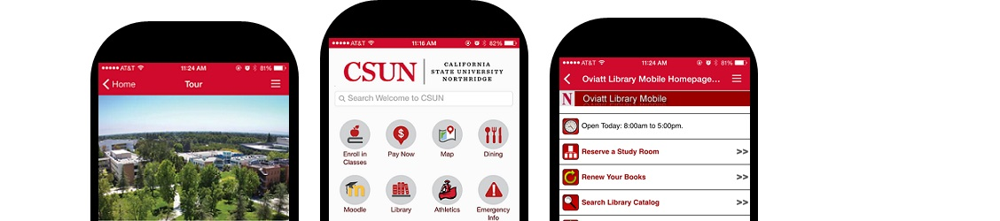 AT&T 11:24 AM 81%
Home Tour
AT&T 11:16 AM 82%
CSUN CALIFORNIA
STATE UNIVERSITY
NORTHRIDGE
Search Welcome to CSUN
Enroll in
Classes
Pay Now
Map
Dining
Moodle
Library
Athletics
Emergency
Info
AT&T 11:24 AM 81%
Oviatt Library Mobile Homepage...
N Oviatt Library Mobile
Open Today: 8:00am to 5:00pm.
Reserve a Study Room >>
Renew Your Books >>
Search Library Catalog >>